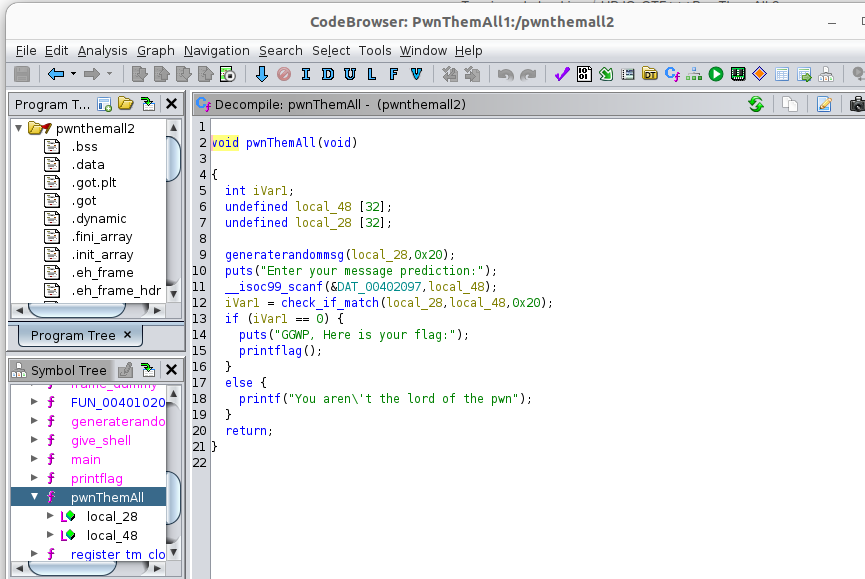 CodeBrowser: PwnThemAll1:/pwnthemall2
File Edit Analysis Graph Navigation Search Select Tools Window Help
I D U L F V
Program T...
pwnthemall2
.bss
.data
.got.plt
.got
.dynamic
.fini_array
.init_array
.eh_frame
.eh_frame_hdr
Program Tree ×
Symbol Tree
FUN_00401020
generaterando
give_shell
main
printflag
pwnThemAll
local_28
local_48
register_tm_clo
Decompile: pwnThemAll - (pwnthemall2)
1
2 void pwnThemAll(void)
3
4 {
5 int iVar1;
6 undefined local_48 [32];
7 undefined local_28 [32];
8
9 generaterandommsg(local_28,0x20);
10 puts("Enter your message prediction:");
11 __isoc99_scanf(&DAT_00402097,local_48);
12 iVar1 = check_if_match(local_28,local_48,0x20);
13 if (iVar1 == 0) {
14 puts("GGWP, Here is your flag:");
15 printflag();
16 }
17 else {
18 printf("You aren\'t the lord of the pwn");
19 }
20 return;
21 }
22